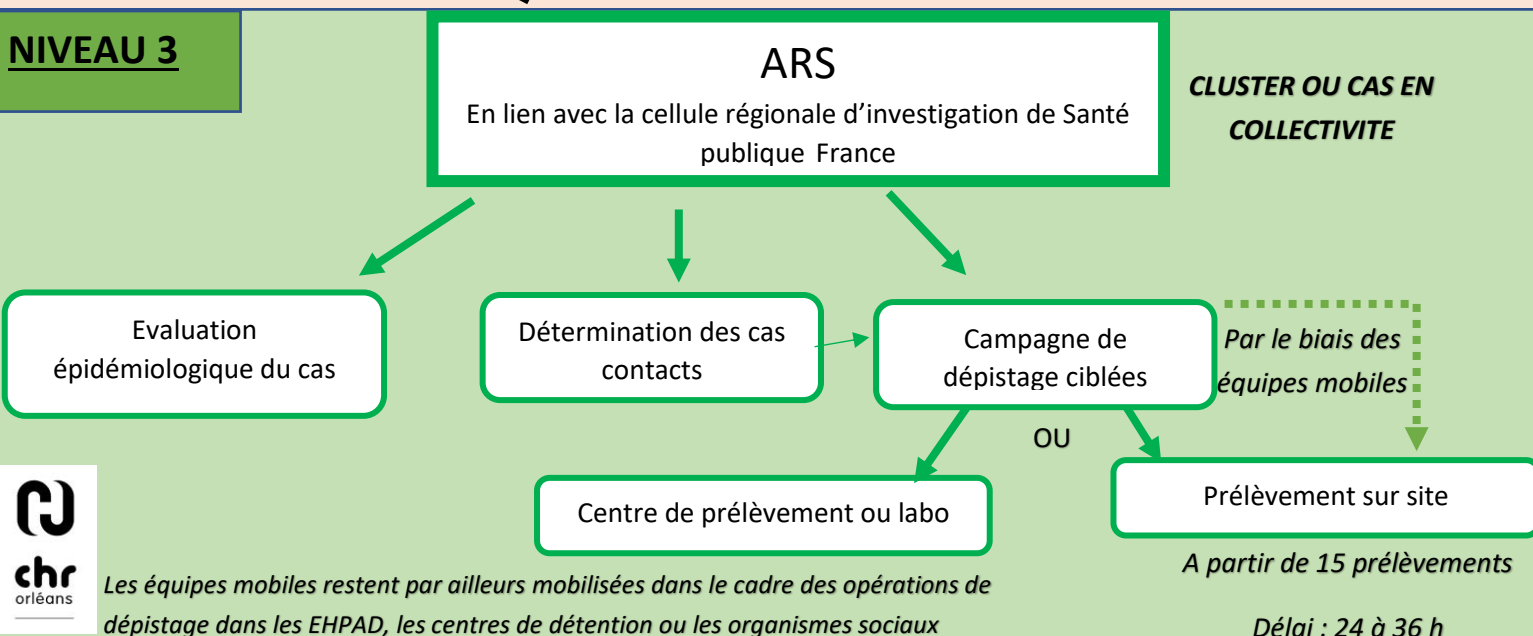 NIVEAU 3
ARS
En lien avec la cellule régionale d’investigation de Santé
publique France
CLUSTER OU CAS EN
COLLECTIVITE
Evaluation
épidémiologique du cas
Détermination des cas
contacts
Campagne de
dépistage ciblées
Par le biais des
équipes mobiles
OU
Centre de prélèvement ou labo
Prélèvement sur site
A partir de 15 prélèvements
Délai : 24 à 36 h
chr
orléans
Les équipes mobiles restent par ailleurs mobilisées dans le cadre des opérations de
dépistage dans les EHPAD, les centres de détention ou les organismes sociaux